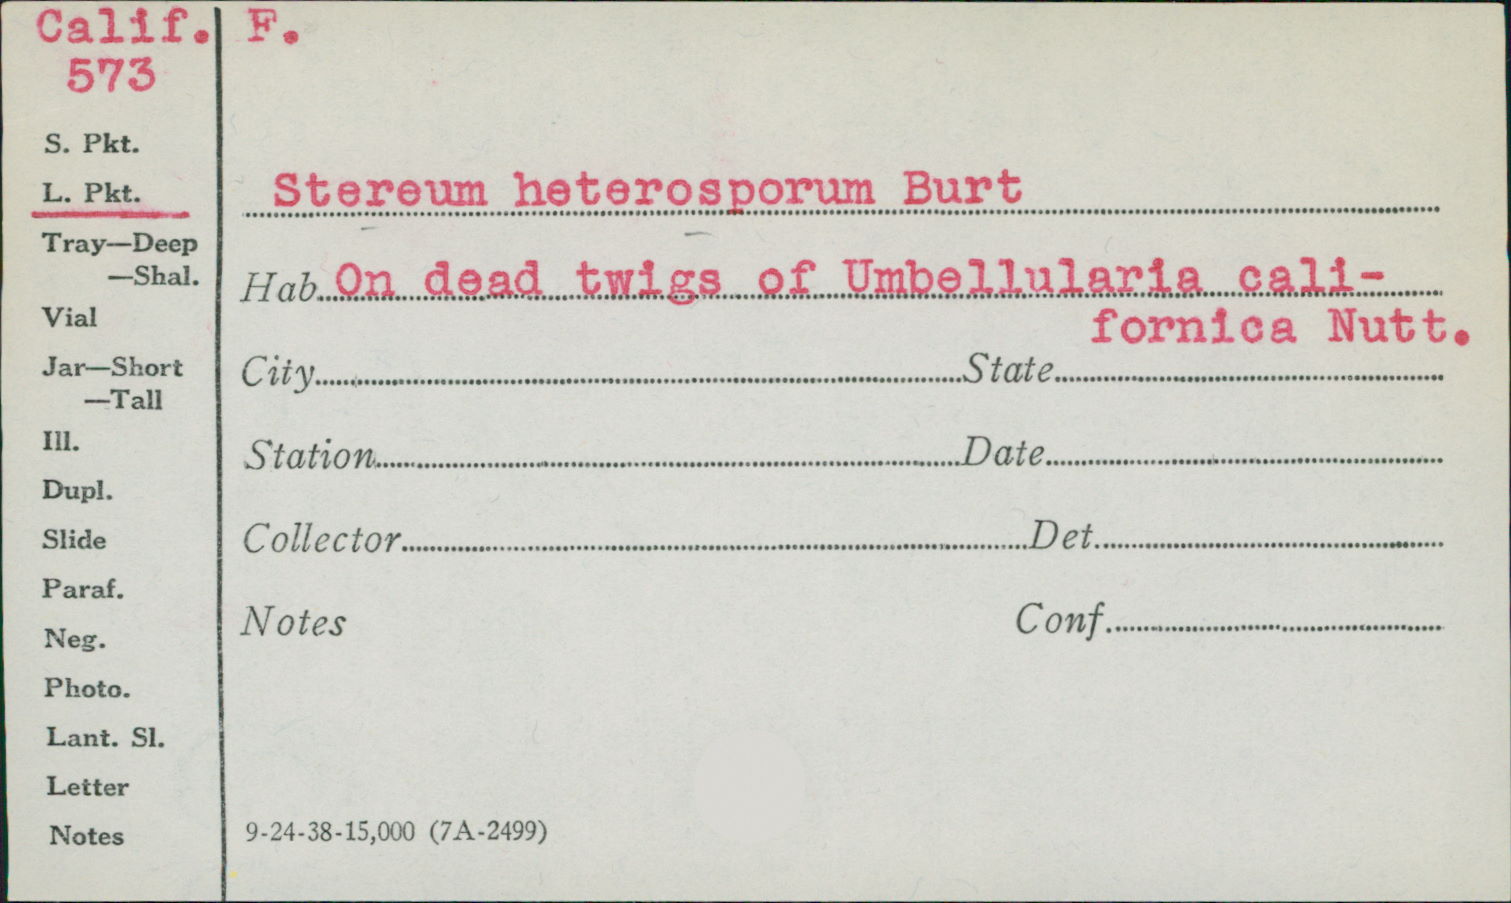 Calif. F.
573
S. Pkt.
L. Pkt.
Tray—Deep
—Shal.
Vial
Jar—Short
—Tall
Ill.
Dupl.
Slide
Paraf.
Neg.
Photo.
Lant. Sl.
Letter
Notes
Stereum heterosporum Burt
Hab. On dead twigs of Umbellularia cali-
fornica Nutt.
City State
Station Date
Collector Det.
Notes Conf.
9-24-38-15,000 (7A-2499)